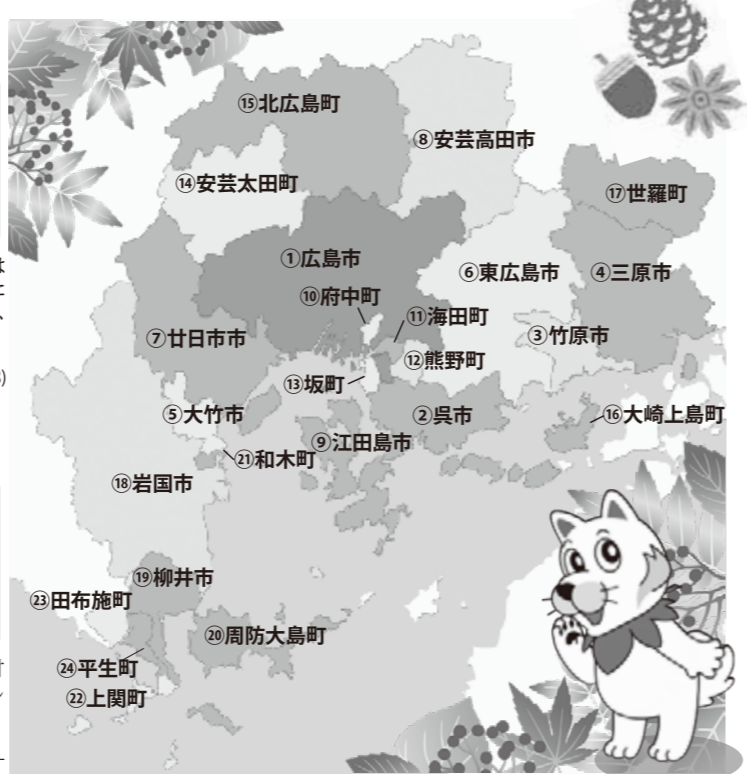 ⑮北広島町
⑧安芸高田市
⑭安芸太田町
⑰世羅町
①広島市
⑥東広島市
④三原市
⑩府中町
⑪海田町
③竹原市
⑦廿日市市
⑫熊野町
⑬坂町
⑤大竹市
②呉市
⑯大崎上島町
⑨江田島市
㉑和木町
⑱岩国市
⑲柳井市
㉓田布施町
⑳周防大島町
㉔平生町
㉒上関町